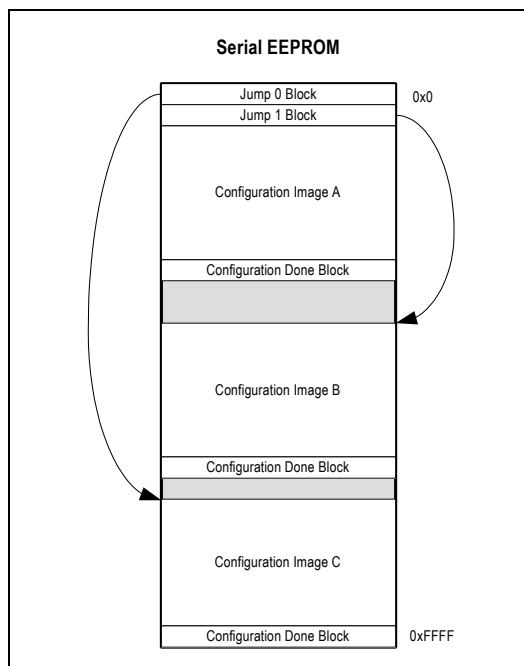 Serial EEPROM
Jump 0 Block
0x0
Jump 1 Block
Configuration Image A
Configuration Done Block
Configuration Image B
Configuration Done Block
Configuration Image C
Configuration Done Block
0xFFFF